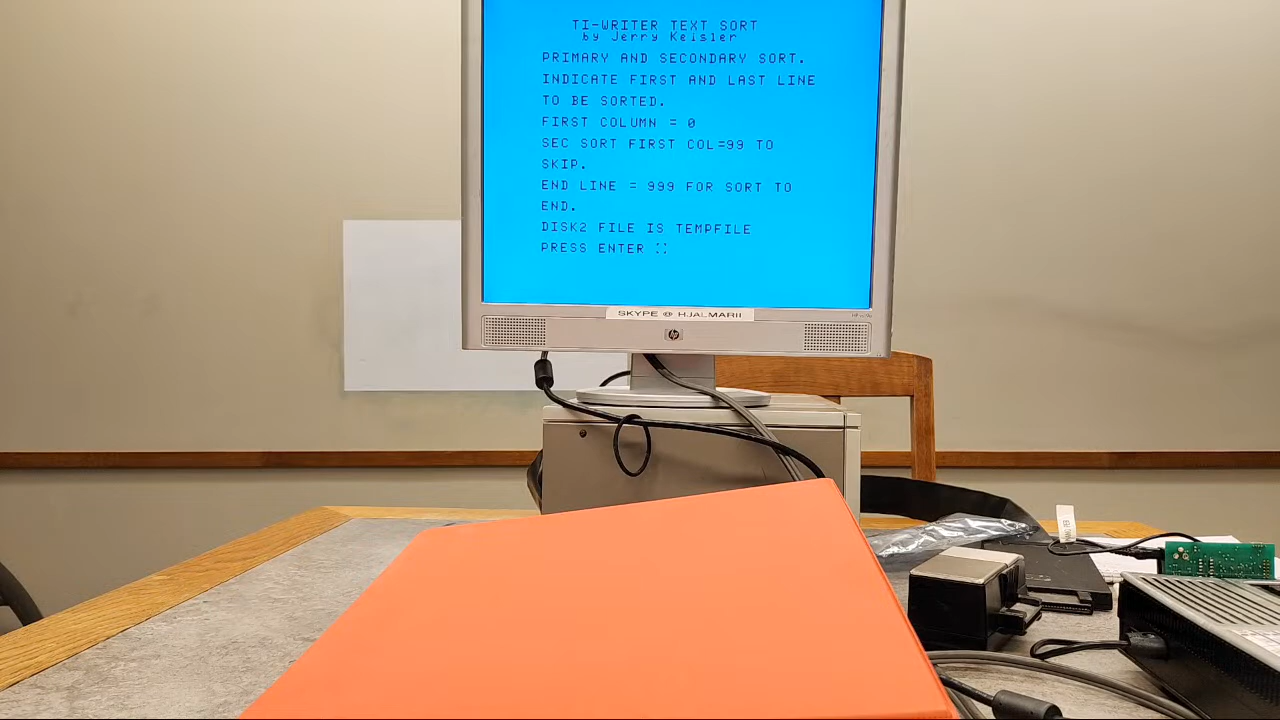 TI-WRITER TEXT SORT
by Jerry Keisler
PRIMARY AND SECONDARY SORT.
INDICATE FIRST AND LAST LINE
TO BE SORTED.
FIRST COLUMN = 0
SEC SORT FIRST COL=99 TO
SKIP.
END LINE = 999 FOR SORT TO
END.
DISK2 FILE IS TEMPFILE
PRESS ENTER ::
SKYPE @ HJALMARII
hp